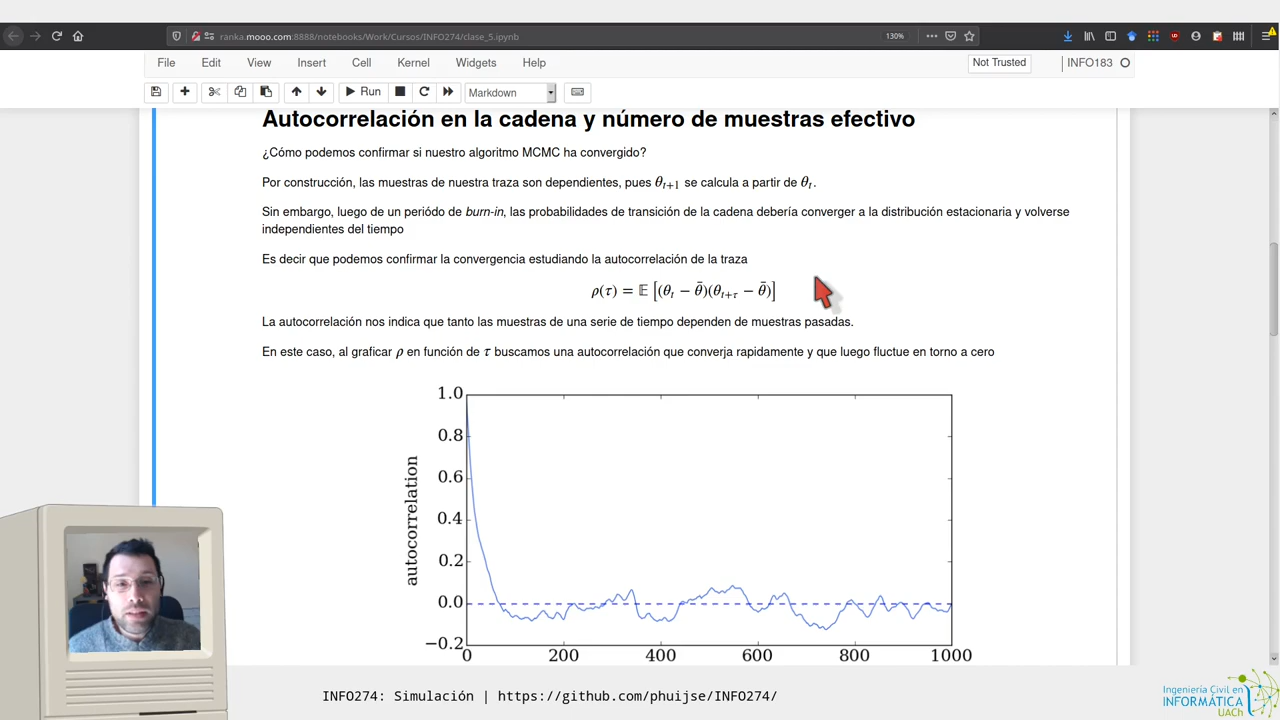 ranka.mooo.com:8888/notebooks/Work/Cursos/INFO274/clase_5.ipynb
130%
File Edit View Insert Cell Kernel Widgets Help
Not Trusted
INFO183
Run
Markdown
Autocorrelación en la cadena y número de muestras efectivo
¿Cómo podemos confirmar si nuestro algoritmo MCMC ha convergido?
Por construcción, las muestras de nuestra traza son dependientes, pues θ_{t+1} se calcula a partir de θ_t.
Sin embargo, luego de un periódo de burn-in, las probabilidades de transición de la cadena debería converger a la distribución estacionaria y volverse
independientes del tiempo
Es decir que podemos confirmar la convergencia estudiando la autocorrelación de la traza
ρ(τ) = 𝔼 [(θ_t − θ̄)(θ_{t+τ} − θ̄)]
La autocorrelación nos indica que tanto las muestras de una serie de tiempo dependen de muestras pasadas.
En este caso, al graficar ρ en función de τ buscamos una autocorrelación que converja rapidamente y que luego fluctue en torno a cero
autocorrelation
1.0
0.8
0.6
0.4
0.2
0.0
−0.2
0 200 400 600 800 1000
INFO274: Simulación | https://github.com/phuijse/INFO274/
Ingeniería Civil en
INFORMÁTICA
UACh